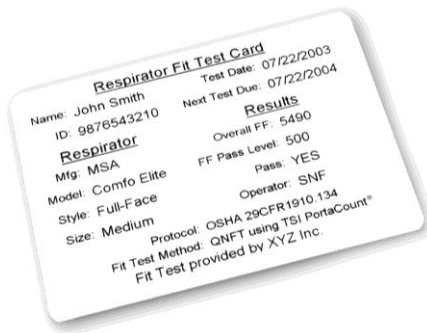 Respirator Fit Test Card
Name: John Smith
ID: 9876543210
Test Date: 07/22/2003
Next Test Due: 07/22/2004
Respirator
Mfg: MSA
Model: Comfo Elite
Style: Full-Face
Size: Medium
Results
Overall FF: 5490
FF Pass Level: 500
Pass: YES
Operator: SNF
Protocol: OSHA 29CFR1910.134
Fit Test Method: QNFT using TSI PortaCount®
Fit Test provided by XYZ Inc.